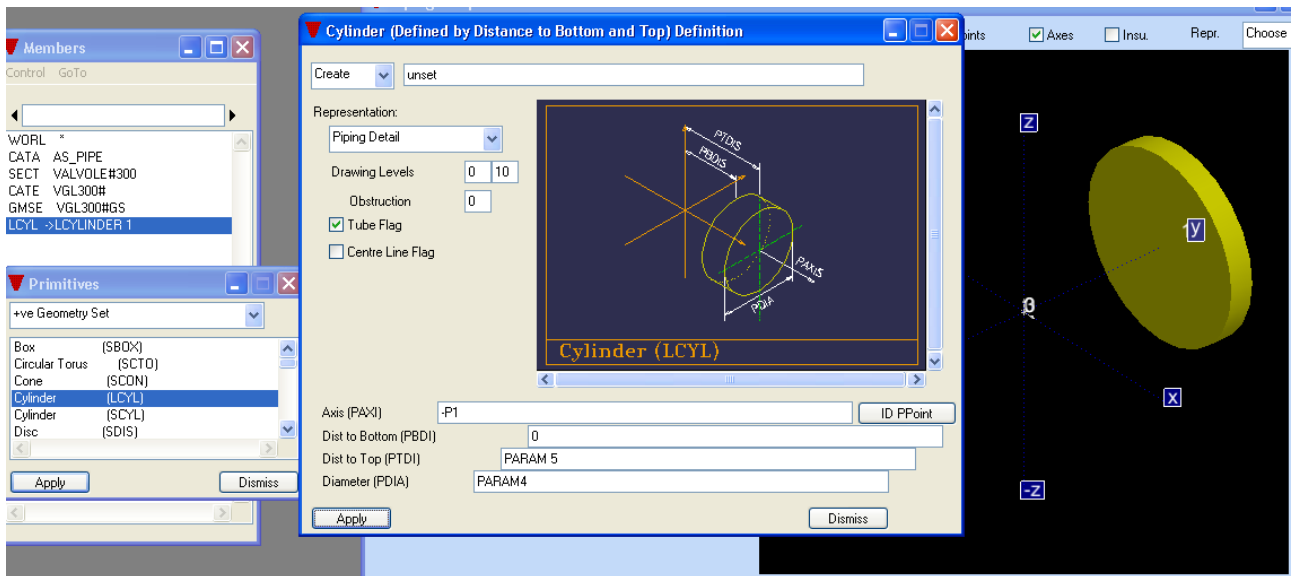 Members
Control GoTo
WORL *
CATA AS_PIPE
SECT VALVOLE#300
CATE VGL300#
GMSE VGL300#GS
LCYL ->LCYLINDER 1
Primitives
+ve Geometry Set
Box (SBOX)
Circular Torus (SCTO)
Cone (SCON)
Cylinder (LCYL)
Cylinder (SCYL)
Disc (SDIS)
Apply Dismiss
Cylinder (Defined by Distance to Bottom and Top) Definition
Create unset
Representation:
Piping Detail
Drawing Levels 0 10
Obstruction 0
Tube Flag
Centre Line Flag
PTDIS
PBDIS
PAXIS
PDIA
Cylinder (LCYL)
Axis (PAXI) -P1 ID PPoint
Dist to Bottom (PBDI) 0
Dist to Top (PTDI) PARAM 5
Diameter (PDIA) PARAM4
Apply Dismiss
Axes Insu. Repr. Choose
Z
y
X
-Z